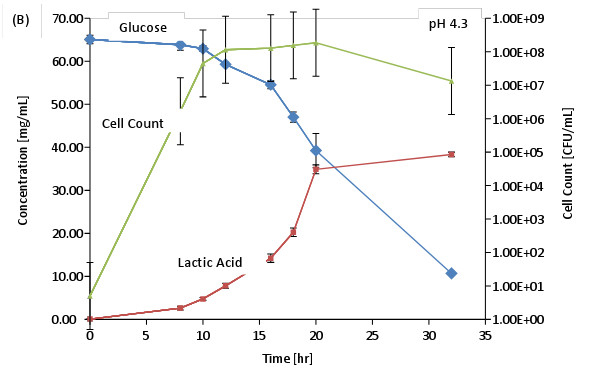 (B)
70.00
60.00
50.00
40.00
30.00
20.00
10.00
0.00
Concentration [mg/mL]
Glucose
Cell Count
Lactic Acid
pH 4.3
1.00E+09
1.00E+08
1.00E+07
1.00E+06
1.00E+05
1.00E+04
1.00E+03
1.00E+02
1.00E+01
1.00E+00
Cell Count [CFU/mL]
0 5 10 15 20 25 30 35
Time [hr]